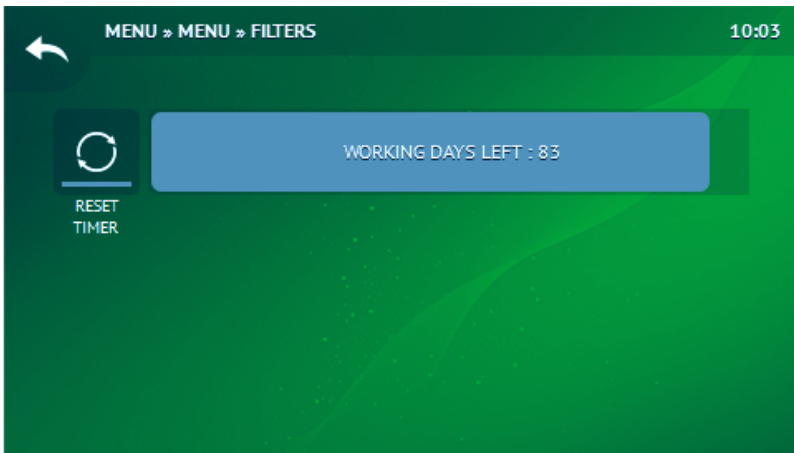 MENU » MENU » FILTERS 10:03
WORKING DAYS LEFT : 83
RESET
TIMER